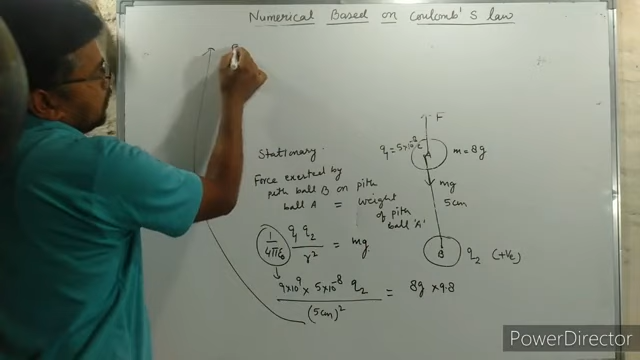 Numerical Based on Coulomb's law
F
q₁ = 5×10⁻⁸ c
A
m = 8g
mg
5cm
B
q₂ (+ve)
Stationary.
Force exerted by
pith ball B on pith
ball A = weight
of pith
ball 'A'
1/4πε₀ q₁ q₂/r² = mg
9×10⁹ × 5×10⁻⁸ q₂/(5cm)² = 8g × 9.8
PowerDirector